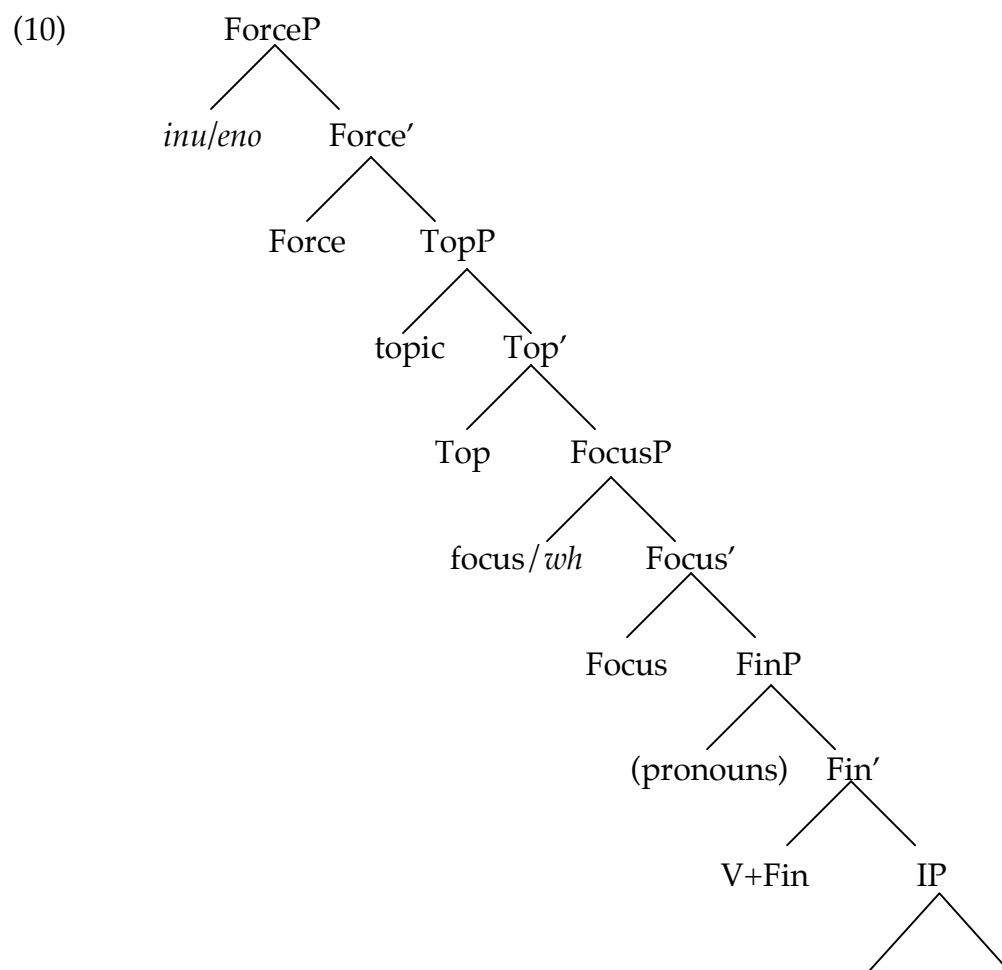 (10) ForceP
inu/eno Force’
Force TopP
topic Top’
Top FocusP
focus/wh Focus’
Focus FinP
(pronouns) Fin’
V+Fin IP